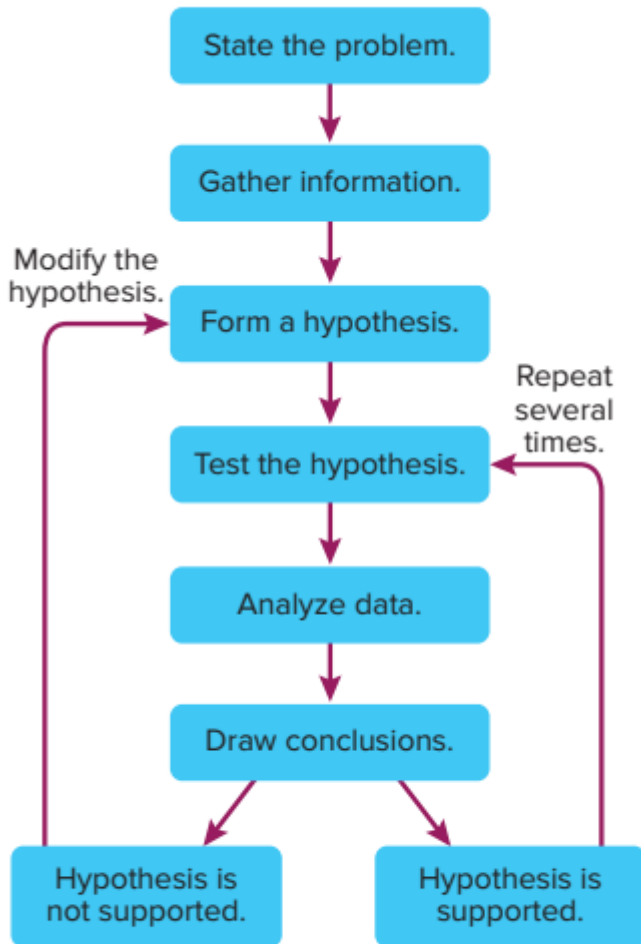 State the problem.
Gather information.
Modify the
hypothesis.
Form a hypothesis.
Repeat
several
times.
Test the hypothesis.
Analyze data.
Draw conclusions.
Hypothesis is
not supported.
Hypothesis is
supported.